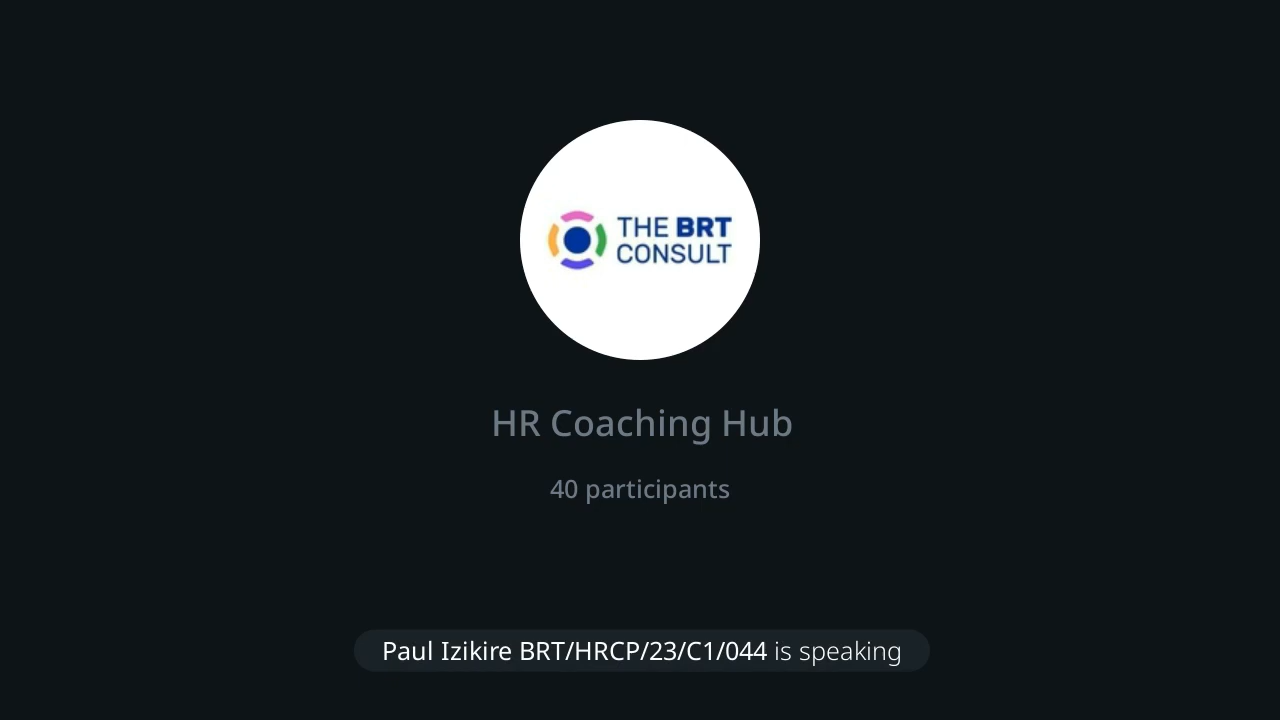 THE BRT
CONSULT
HR Coaching Hub
40 participants
Paul Izikire BRT/HRCP/23/C1/044 is speaking